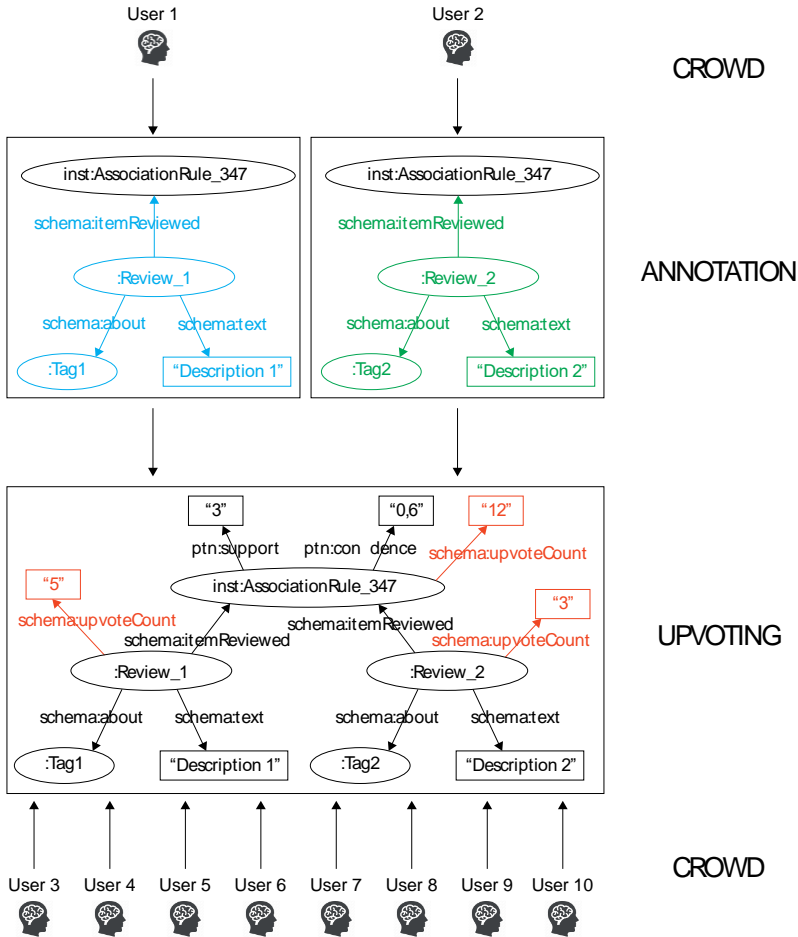 User 1
User 2
CROWD
inst:AssociationRule_347
inst:AssociationRule_347
schema:itemReviewed
schema:itemReviewed
:Review_1
:Review_2
ANNOTATION
schema:about
schema:text
schema:about
schema:text
:Tag1
“Description 1”
:Tag2
“Description 2”
“3”
“0,6”
“12”
ptn:support
ptn:con dence
schema:upvoteCount
“5”
inst:AssociationRule_347
“3”
schema:upvoteCount
schema:itemReviewed
schema:itemReviewed
schema:upvoteCount
UPVOTING
:Review_1
:Review_2
schema:about
schema:text
schema:about
schema:text
:Tag1
“Description 1”
:Tag2
“Description 2”
User 3
User 4
User 5
User 6
User 7
User 8
User 9
User 10
CROWD